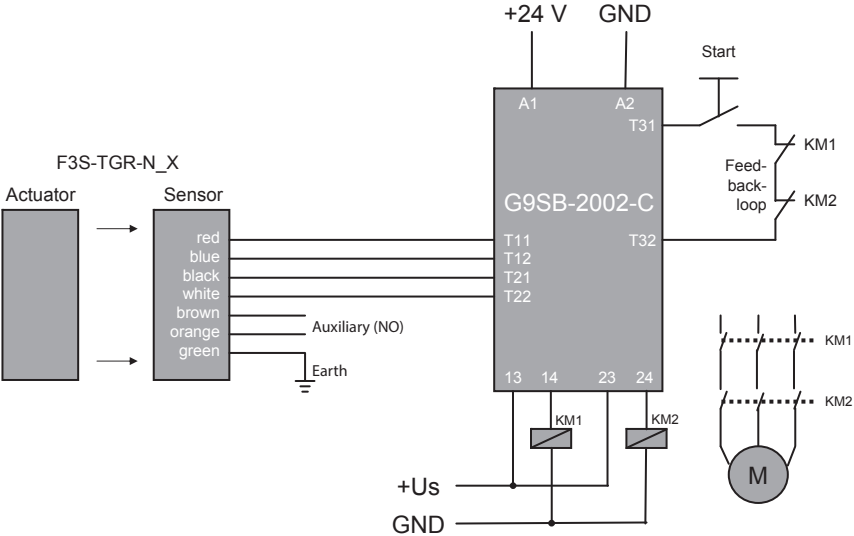 +24 V GND
Start
A1 A2
T31
KM1
F3S-TGR-N_X
Feed-
back-
loop
Actuator Sensor
G9SB-2002-C
KM2
red T11 T32
blue T12
black T21
white T22
brown
orange Auxiliary (NO)
green
Earth
KM1
13 14 23 24
KM2
KM1 KM2
M
+Us
GND